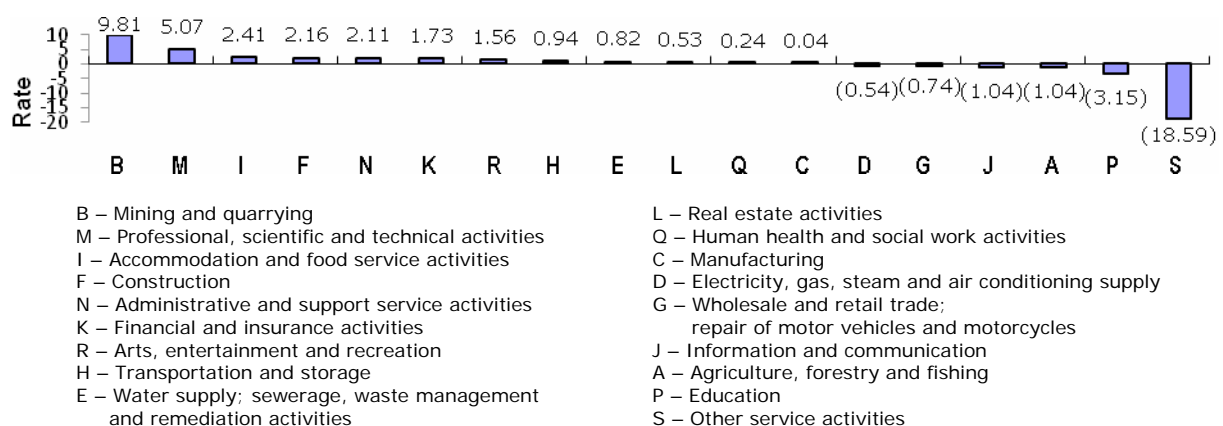 9.81 5.07 2.41 2.16 2.11 1.73 1.56 0.94 0.82 0.53 0.24 0.04
10
5
0
-5
-10
-15
-20
Rate
(0.54) (0.74) (1.04) (1.04) (3.15)
(18.59)
B M I F N K R H E L Q C D G J A P S
B – Mining and quarrying
M – Professional, scientific and technical activities
I – Accommodation and food service activities
F – Construction
N – Administrative and support service activities
K – Financial and insurance activities
R – Arts, entertainment and recreation
H – Transportation and storage
E – Water supply; sewerage, waste management
and remediation activities
L – Real estate activities
Q – Human health and social work activities
C – Manufacturing
D – Electricity, gas, steam and air conditioning supply
G – Wholesale and retail trade;
repair of motor vehicles and motorcycles
J – Information and communication
A – Agriculture, forestry and fishing
P – Education
S – Other service activities